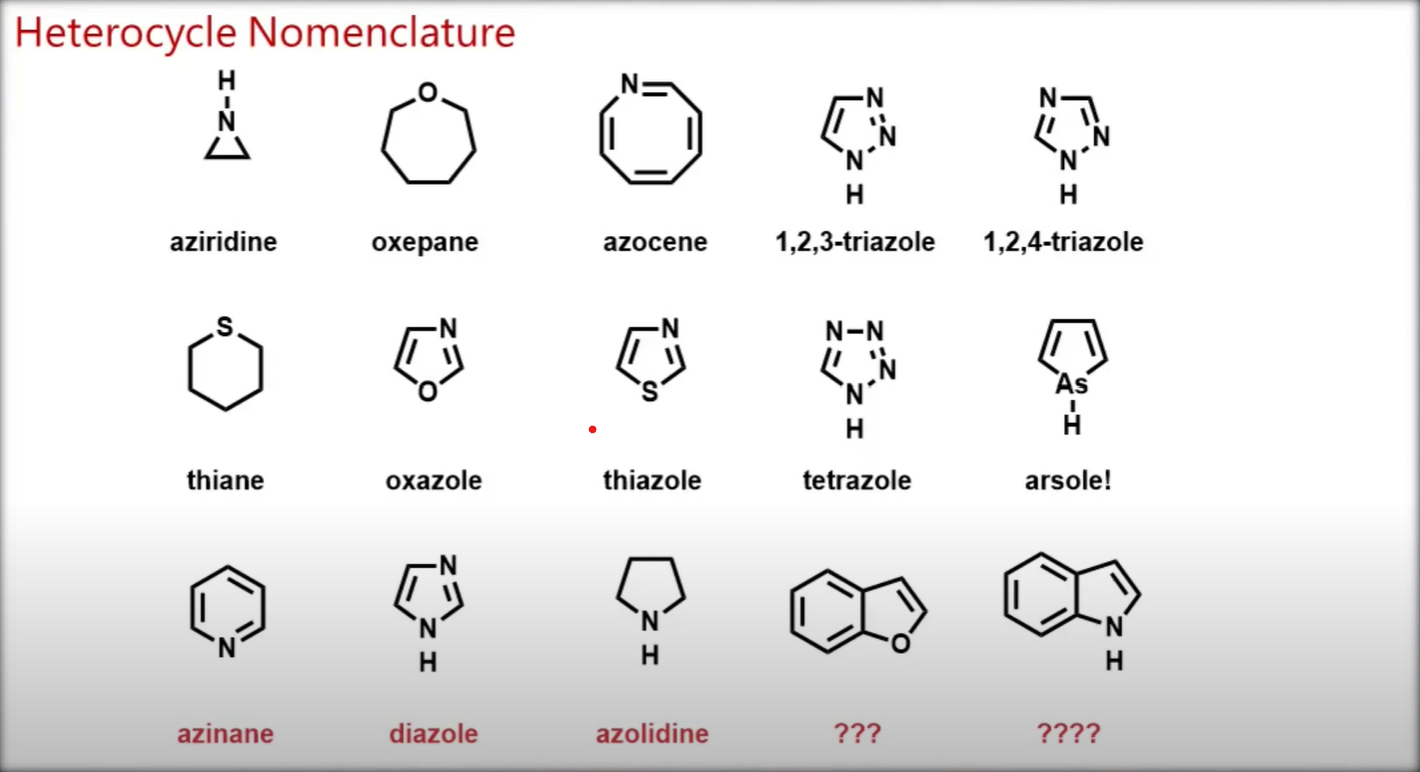 Heterocycle Nomenclature
H
N
O
N
N
N
N
H
N
N
N
H
aziridine oxepane azocene 1,2,3-triazole 1,2,4-triazole
S
N
O
N
S
N-N
N
N
H
As
H
thiane oxazole thiazole tetrazole arsole!
N
N
N
H
N
H
O
N
H
azinane diazole azolidine ??? ????